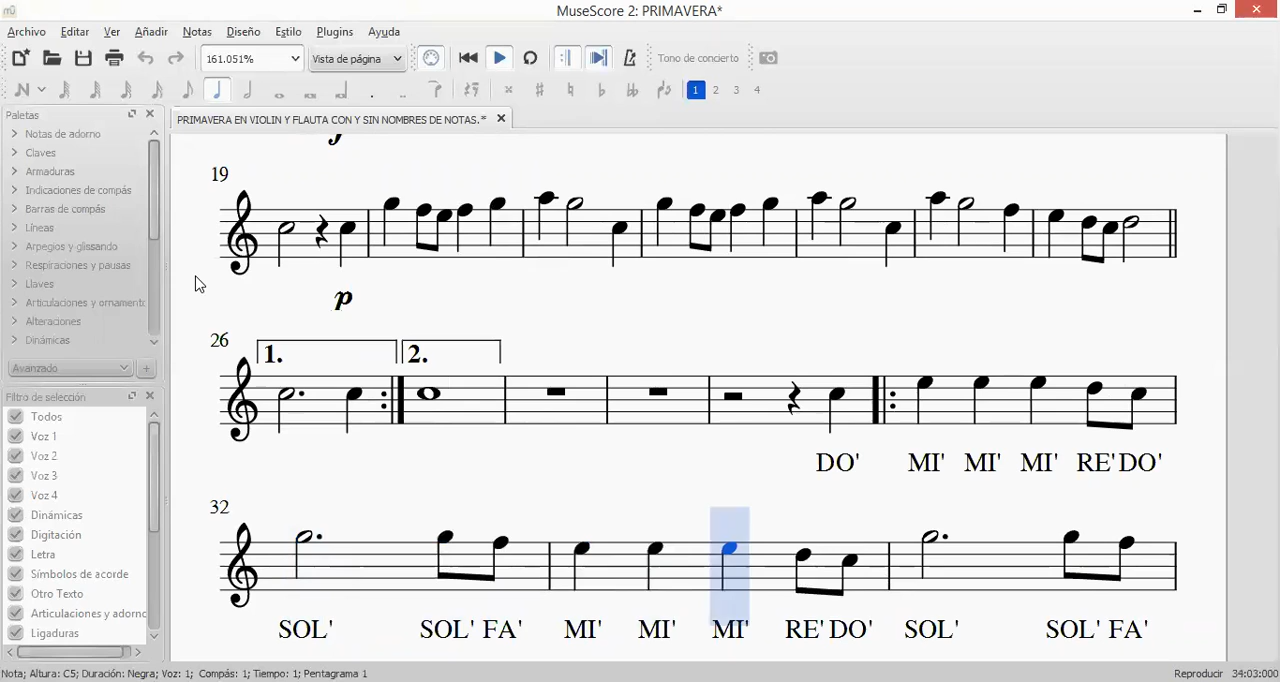 MuseScore 2: PRIMAVERA*
Archivo Editar Ver Añadir Notas Diseño Estilo Plugins Ayuda
161.051% Vista de página Tono de concierto
1 2 3 4
Paletas
PRIMAVERA EN VIOLIN Y FLAUTA CON Y SIN NOMBRES DE NOTAS.*
Notas de adorno
Claves
Armaduras
Indicaciones de compás
Barras de compás
Líneas
Arpegios y glissando
Respiraciones y pausas
Llaves
Articulaciones y ornamento
Alteraciones
Dinámicas
Avanzado
Filtro de selección
Todos
Voz 1
Voz 2
Voz 3
Voz 4
Dinámicas
Digitación
Letra
Símbolos de acorde
Otro Texto
Articulaciones y adorno
Ligaduras
f
19
p
26
1. 2.
DO' MI' MI' MI' RE' DO'
32
SOL' SOL' FA' MI' MI' MI' RE' DO' SOL' SOL' FA'
Nota; Altura: C5; Duración: Negra; Voz: 1; Compás: 1; Tiempo: 1; Pentagrama 1
Reproducir 34:03:000